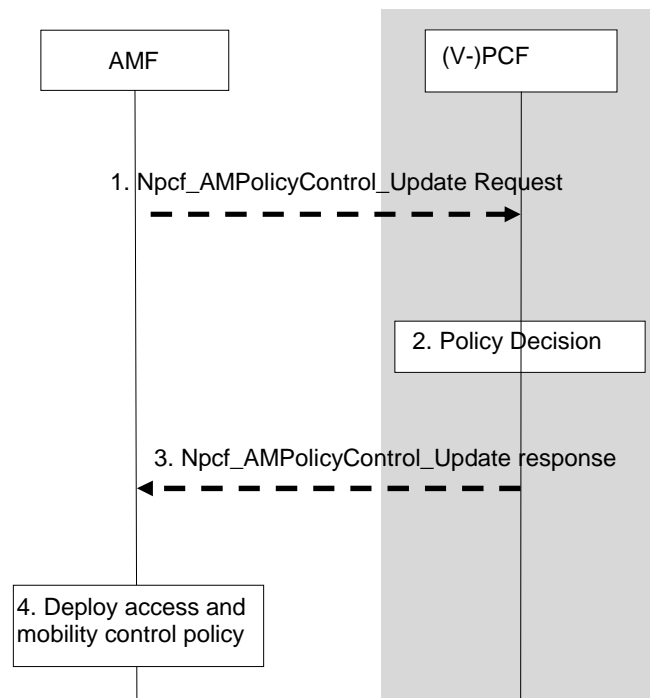 AMF
(V-)PCF
1. Npcf_AMPolicyControl_Update Request
2. Policy Decision
3. Npcf_AMPolicyControl_Update response
4. Deploy access and
mobility control policy